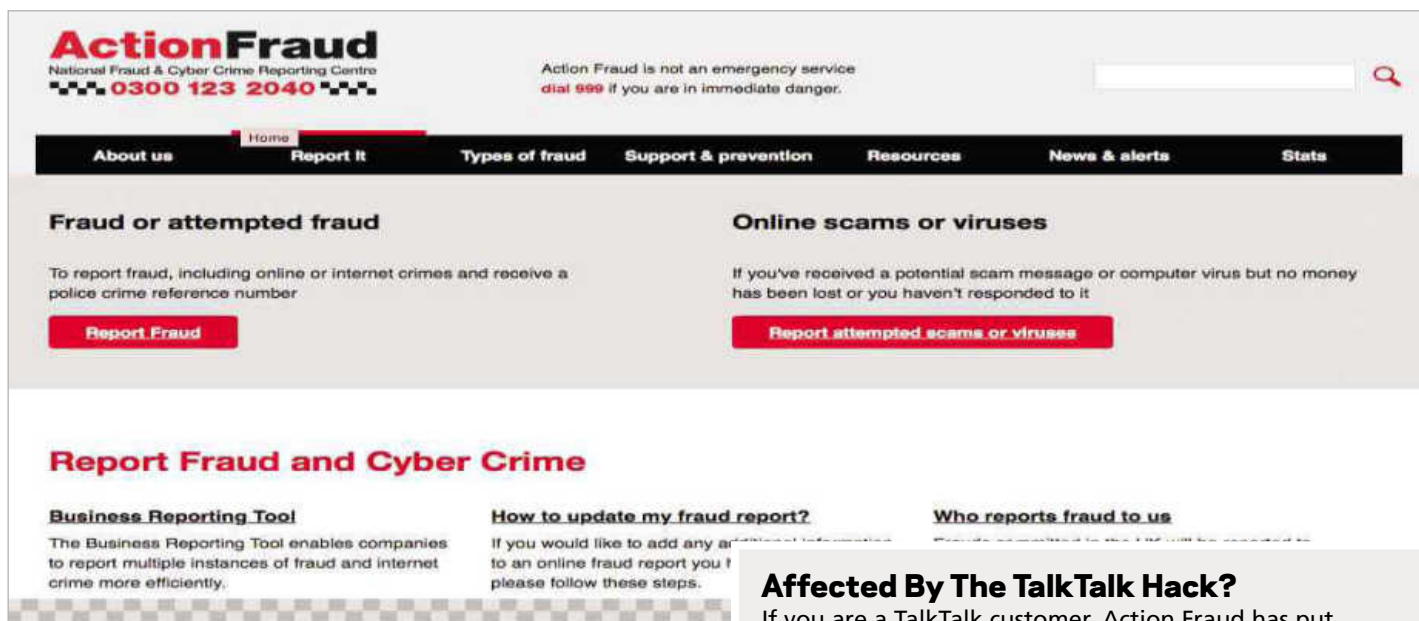 ActionFraud
National Fraud & Cyber Crime Reporting Centre
0300 123 2040
Action Fraud is not an emergency service
dial 999 if you are in immediate danger.
Home
About us Report It Types of fraud Support & prevention Resources News & alerts Stats
Fraud or attempted fraud
To report fraud, including online or internet crimes and receive a
police crime reference number
Report Fraud
Online scams or viruses
If you've received a potential scam message or computer virus but no money
has been lost or you haven't responded to it
Report attempted scams or viruses
Report Fraud and Cyber Crime
Business Reporting Tool
The Business Reporting Tool enables companies
to report multiple instances of fraud and internet
crime more efficiently.
How to update my fraud report?
If you would like to add any
to an online fraud report you
please follow these steps.
Who reports fraud to us
Affected By The TalkTalk Hack?
If you are a TalkTalk customer, Action Fraud has put